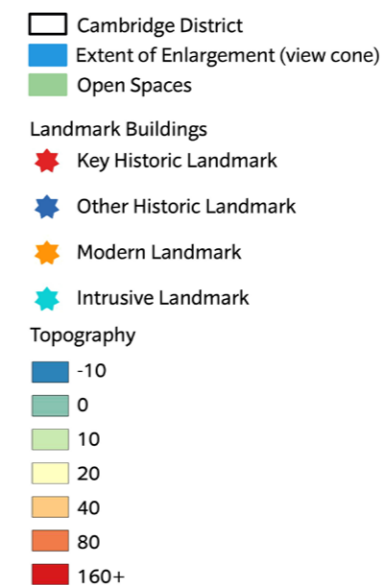 Cambridge District
Extent of Enlargement (view cone)
Open Spaces
Landmark Buildings
Key Historic Landmark
Other Historic Landmark
Modern Landmark
Intrusive Landmark
Topography
-10
0
10
20
40
80
160+